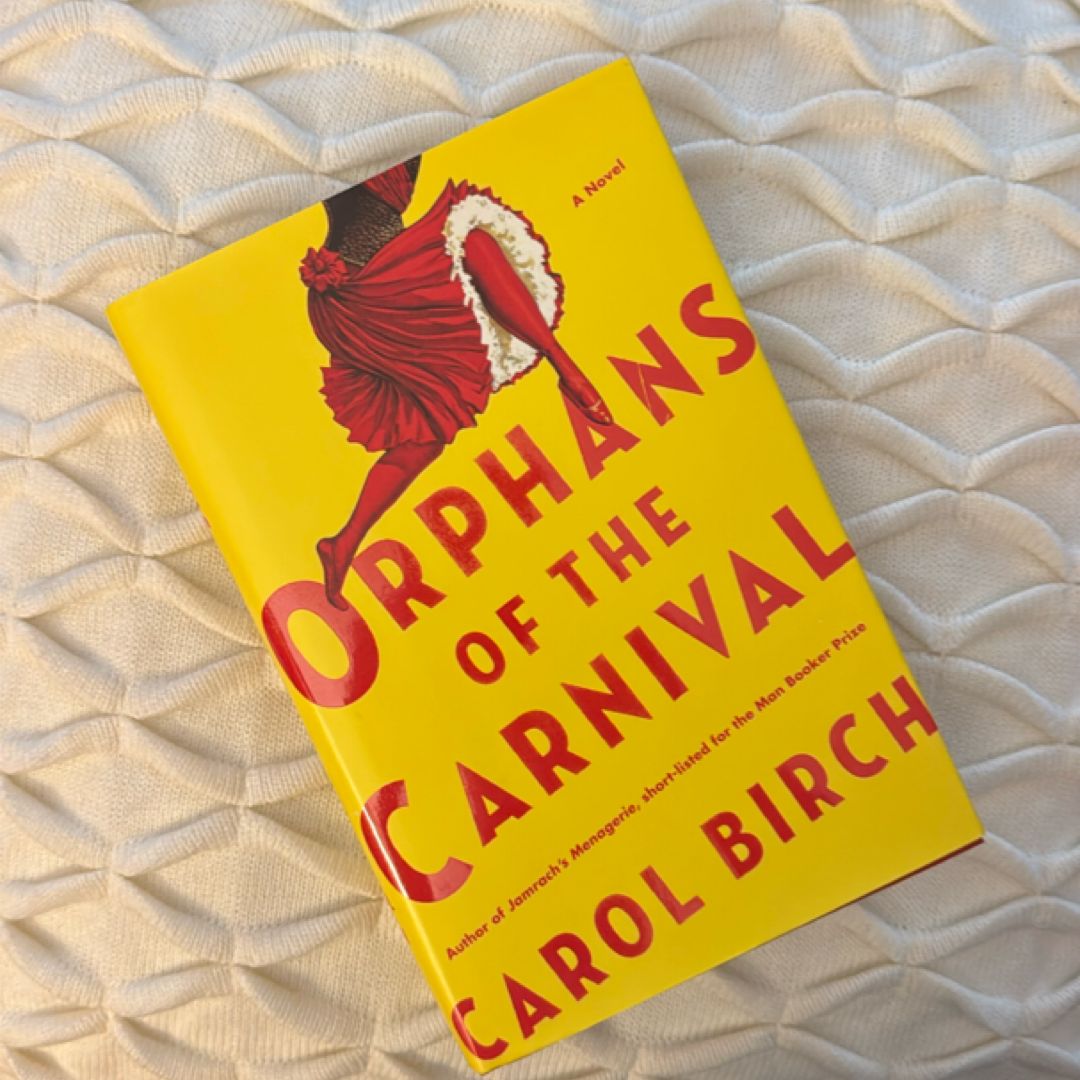 A Novel
ORPHANS
OF THE
CARNIVAL
Author of Jamrach's Menagerie, short-listed for the Man Booker Prize
CAROL BIRCH